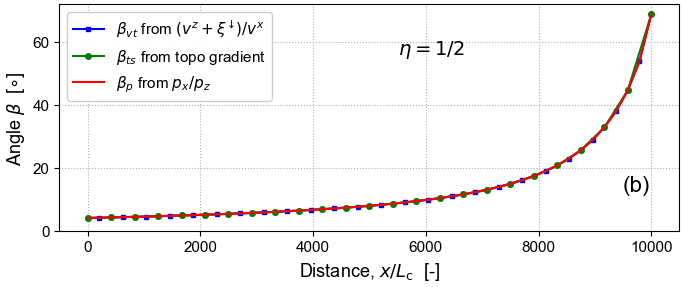 β_vt from (v^z + ξ^↓)/v^x
β_ts from topo gradient
β_p from p_x/p_z
η = 1/2
(b)
Angle β [∘]
60
40
20
0
0 2000 4000 6000 8000 10000
Distance, x/L_c [-]